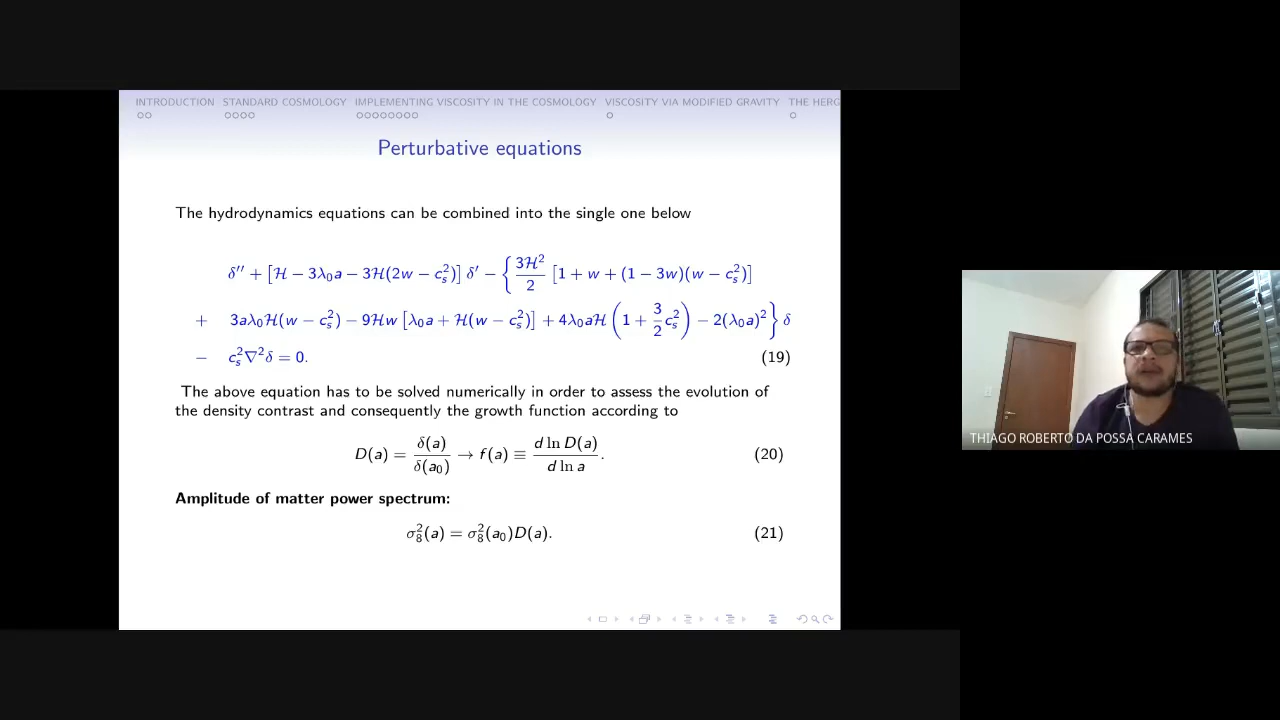 INTRODUCTION STANDARD COSMOLOGY IMPLEMENTING VISCOSITY IN THE COSMOLOGY VISCOSITY VIA MODIFIED GRAVITY THE HERG
Perturbative equations
The hydrodynamics equations can be combined into the single one below
δ′′ + [ℋ − 3λ₀a − 3ℋ(2w − c_s²)] δ′ − { 3ℋ²/2 [1 + w + (1 − 3w)(w − c_s²)]
+ 3aλ₀ℋ(w − c_s²) − 9ℋw [λ₀a + ℋ(w − c_s²)] + 4λ₀aℋ (1 + 3/2 c_s²) − 2(λ₀a)² } δ
− c_s²∇²δ = 0. (19)
The above equation has to be solved numerically in order to assess the evolution of
the density contrast and consequently the growth function according to
D(a) = δ(a)/δ(a₀) → f(a) ≡ d ln D(a)/d ln a. (20)
Amplitude of matter power spectrum:
σ₈²(a) = σ₈²(a₀)D(a). (21)
THIAGO ROBERTO DA POSSA CARAMES